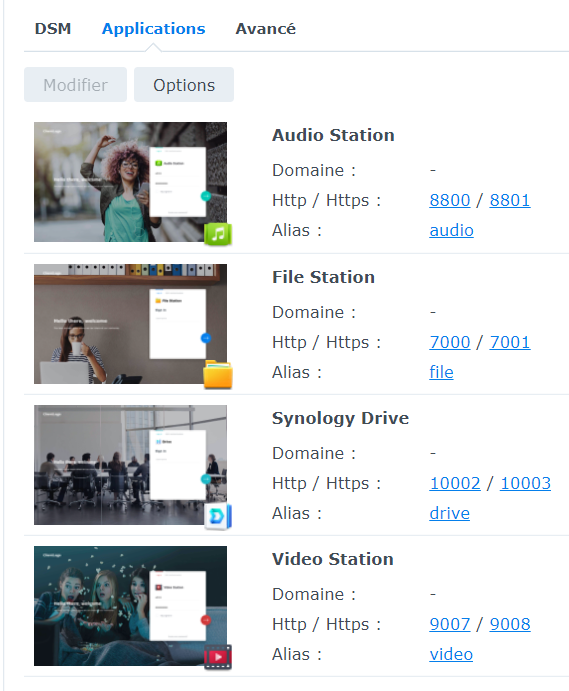 DSM Applications Avancé
Modifier Options
Audio Station
Domaine : -
Http / Https : 8800 / 8801
Alias : audio
File Station
Domaine : -
Http / Https : 7000 / 7001
Alias : file
Synology Drive
Domaine : -
Http / Https : 10002 / 10003
Alias : drive
Video Station
Domaine : -
Http / Https : 9007 / 9008
Alias : video